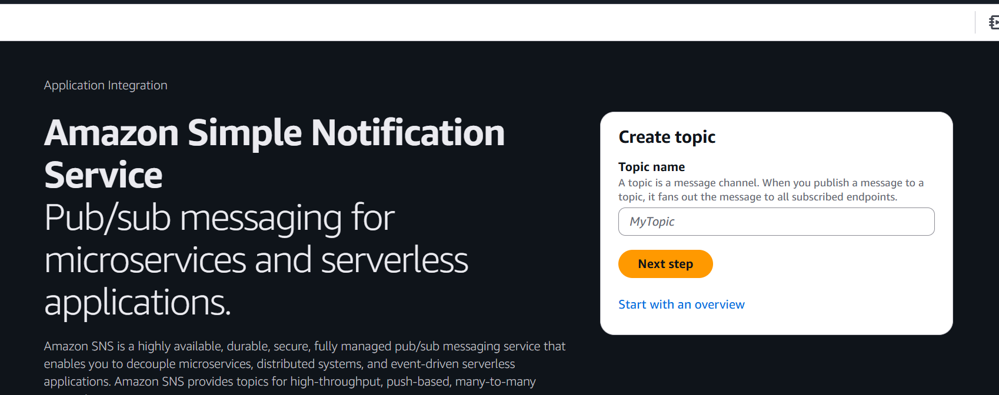 Application Integration
Amazon Simple Notification
Service
Pub/sub messaging for
microservices and serverless
applications.
Amazon SNS is a highly available, durable, secure, fully managed pub/sub messaging service that
enables you to decouple microservices, distributed systems, and event-driven serverless
applications. Amazon SNS provides topics for high-throughput, push-based, many-to-many
Create topic
Topic name
A topic is a message channel. When you publish a message to a
topic, it fans out the message to all subscribed endpoints.
MyTopic
Next step
Start with an overview